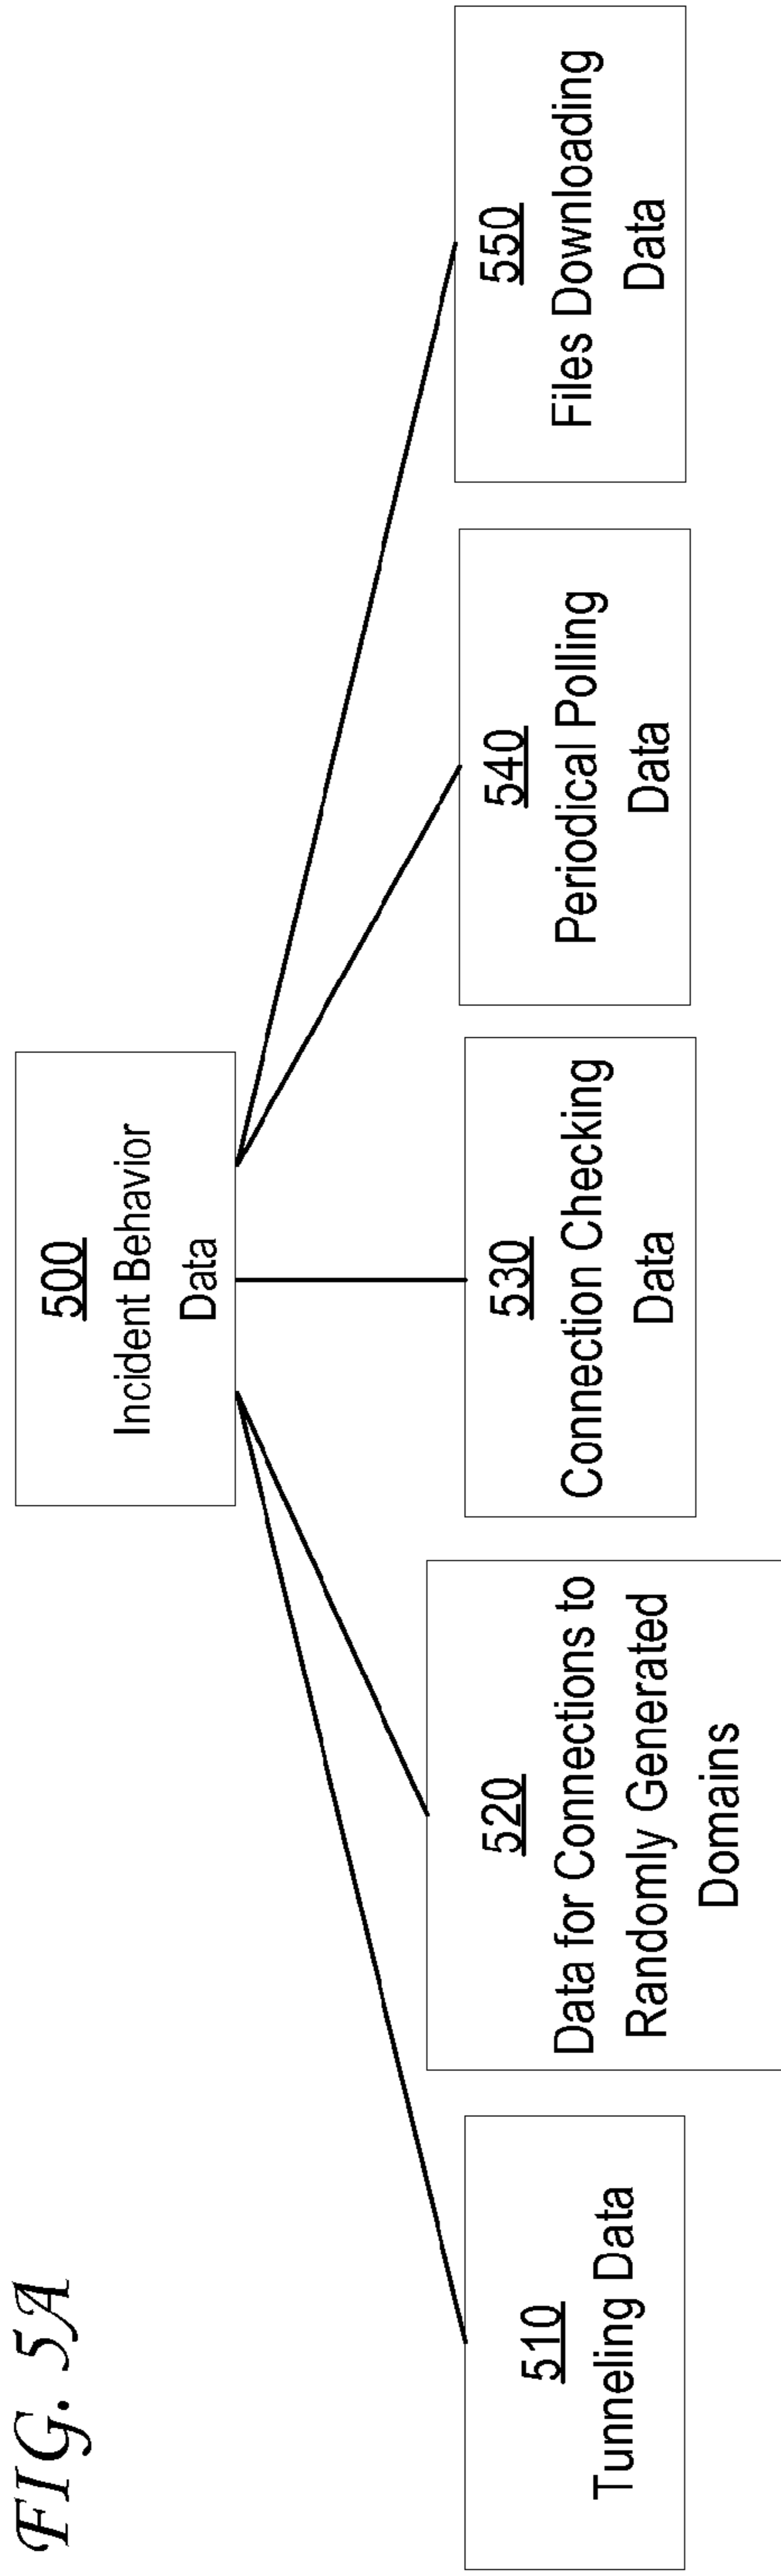 FIG. 5A
500
Incident Behavior
Data
510
Tunneling Data
520
Data for Connections to
Randomly Generated
Domains
530
Connection Checking
Data
540
Periodical Polling
Data
550
Files Downloading
Data